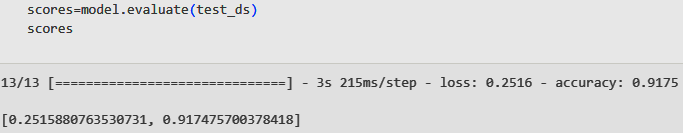 scores=model.evaluate(test_ds)
scores
13/13 [==============================] - 3s 215ms/step - loss: 0.2516 - accuracy: 0.9175
[0.2515880763530731, 0.917475700378418]